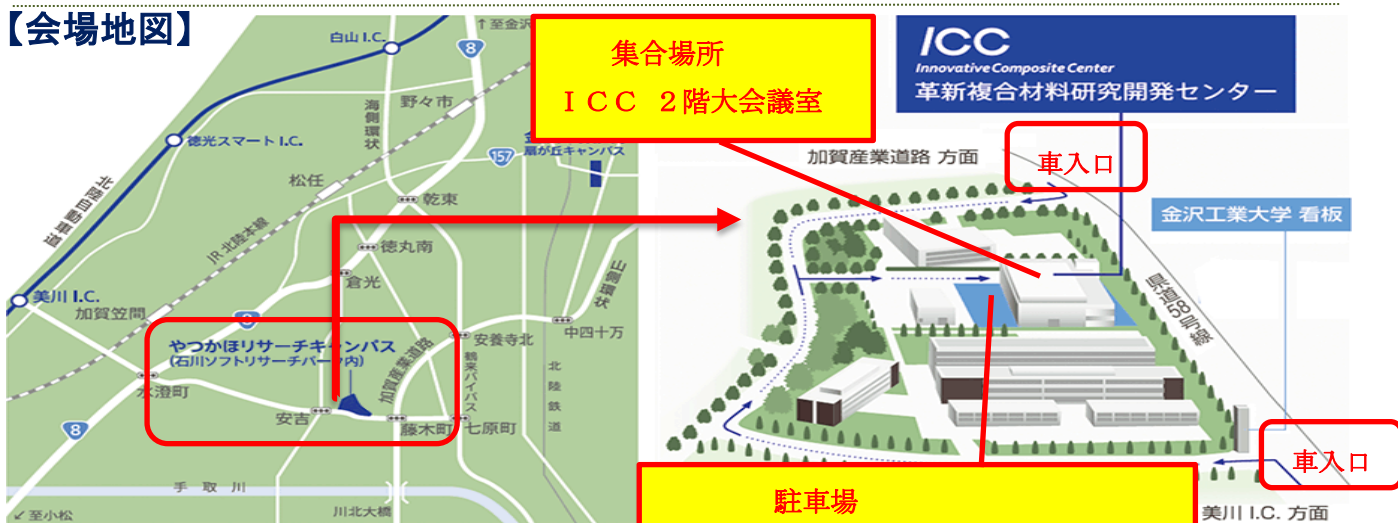 【会場地図】
白山 I.C.
8
↑至金沢
海側環状
野々市
徳光スマート I.C.
157
扇が丘キャンパス
北陸自動車道
松任
JR 北陸本線
乾東
徳丸南
倉光
美川 I.C.
加賀笠間
8
山側環状
安養寺北
中四十万
やつかほリサーチキャンパス
(石川ソフトリサーチパーク内)
加賀産業道路
鶴来バイパス
北陸鉄道
水澄町
安吉
藤木町
七原町
8
手取川
川北大橋
↙至小松
集合場所
ＩＣＣ ２階大会議室
ICC
Innovative Composite Center
革新複合材料研究開発センター
加賀産業道路 方面
車入口
金沢工業大学 看板
県道58号線
車入口
駐車場
美川 I.C. 方面